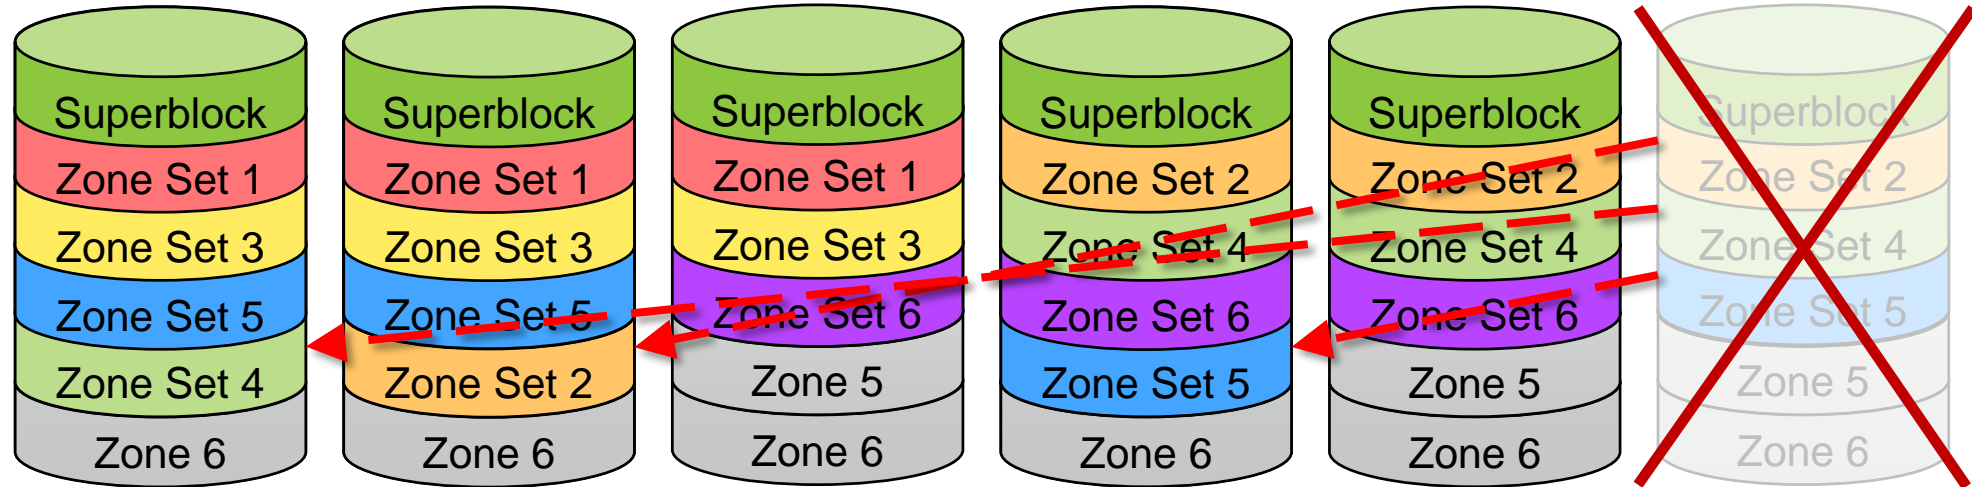 Superblock
Zone Set 1
Zone Set 3
Zone Set 5
Zone Set 4
Zone 6
Superblock
Zone Set 1
Zone Set 3
Zone Set 5
Zone Set 2
Zone 6
Superblock
Zone Set 1
Zone Set 3
Zone Set 6
Zone 5
Zone 6
Superblock
Zone Set 2
Zone Set 4
Zone Set 6
Zone Set 5
Zone 6
Superblock
Zone Set 2
Zone Set 4
Zone Set 6
Zone 5
Zone 6
Superblock
Zone Set 2
Zone Set 4
Zone Set 5
Zone 5
Zone 6